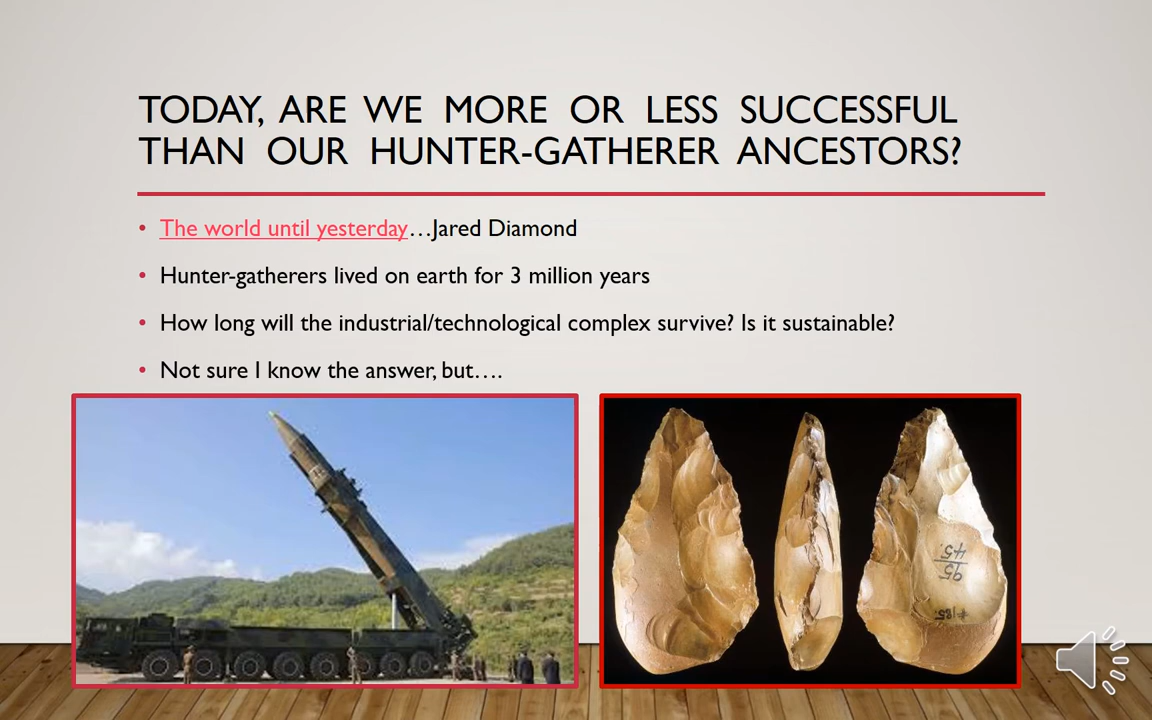 TODAY, ARE WE MORE OR LESS SUCCESSFUL
THAN OUR HUNTER-GATHERER ANCESTORS?
• The world until yesterday…Jared Diamond
• Hunter-gatherers lived on earth for 3 million years
• How long will the industrial/technological complex survive? Is it sustainable?
• Not sure I know the answer, but….